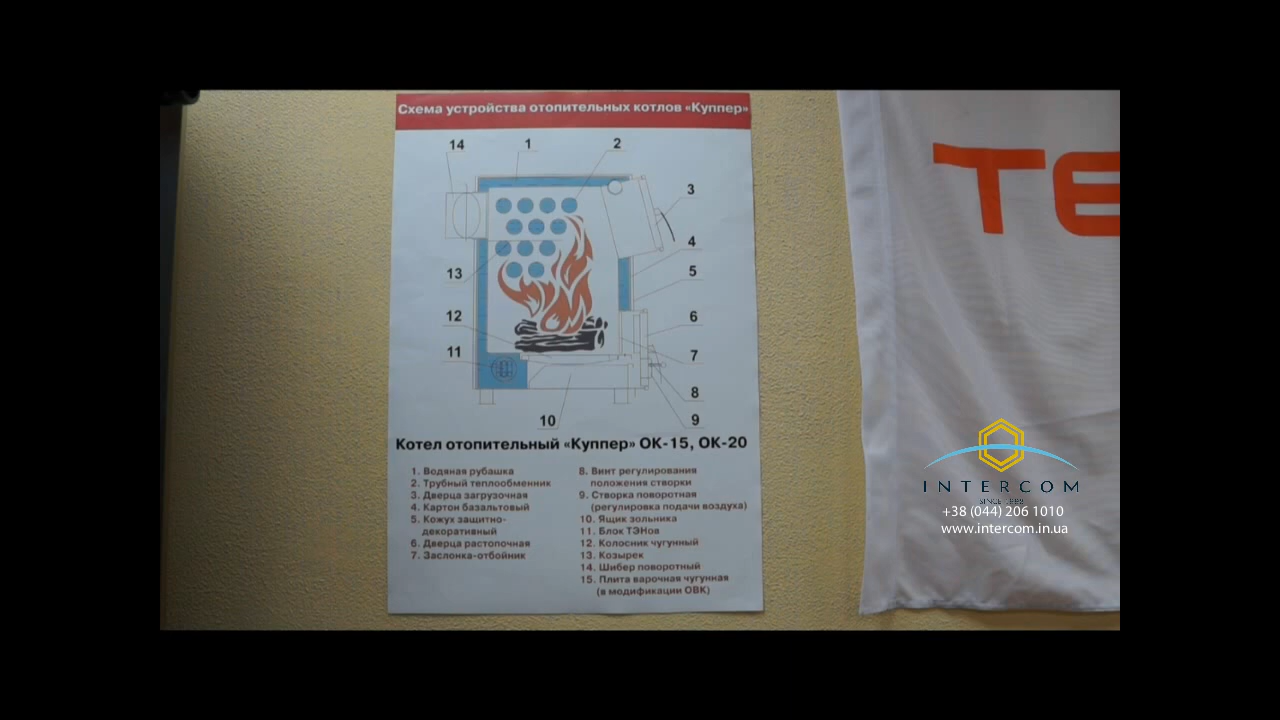 Схема устройства отопительных котлов «Куппер»
14
1
2
3
4
5
13
12
6
11
7
8
10
9
Котел отопительный «Куппер» ОК-15, ОК-20
1. Водяная рубашка
2. Трубный теплообменник
3. Дверца загрузочная
4. Картон базальтовый
5. Кожух защитно-
декоративный
6. Дверца растопочная
7. Заслонка-отбойник
8. Винт регулирования
положения створки
9. Створка поворотная
(регулировка подачи воздуха)
10. Ящик зольника
11. Блок ТЭНов
12. Колосник чугунный
13. Козырек
14. Шибер поворотный
15. Плита варочная чугунная
(в модификации ОВК)
INTERCOM
+38 (044) 206 1010
www.intercom.in.ua